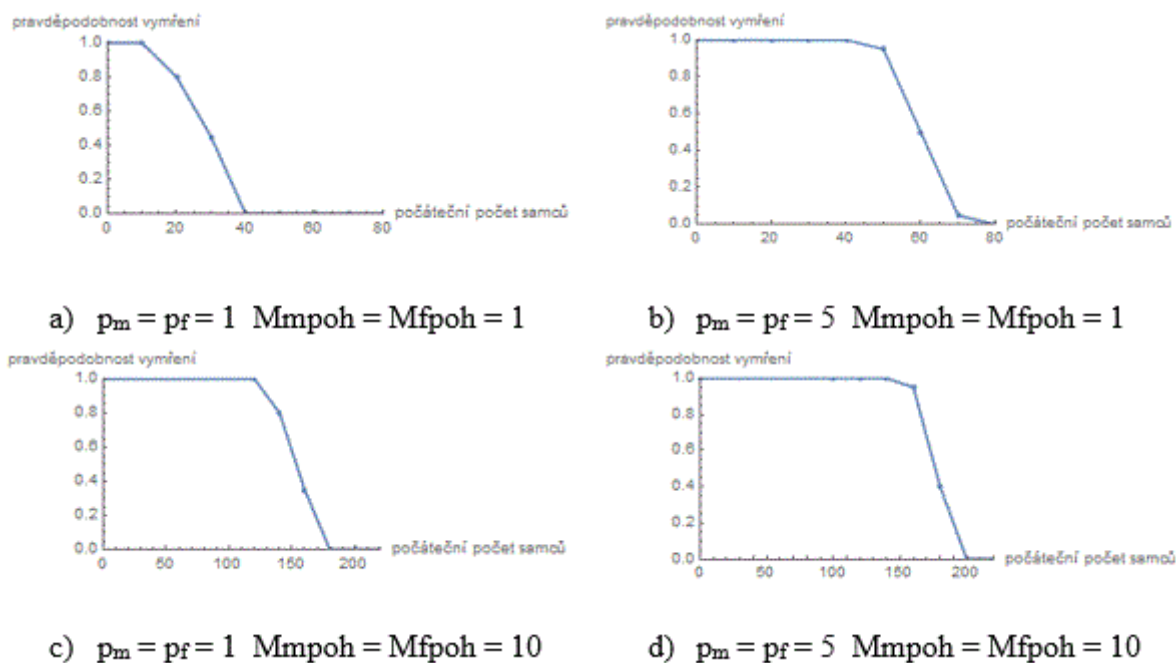 pravděpodobnost vymření
1.0
0.8
0.6
0.4
0.2
0.0
0 20 40 60 80
počáteční počet samců
a) pm = pf = 1 Mmpoh = Mfpoh = 1
pravděpodobnost vymření
1.0
0.8
0.6
0.4
0.2
0.0
0 20 40 60 80
počáteční počet samců
b) pm = pf = 5 Mmpoh = Mfpoh = 1
pravděpodobnost vymření
1.0
0.8
0.6
0.4
0.2
0.0
0 50 100 150 200
počáteční počet samců
c) pm = pf = 1 Mmpoh = Mfpoh = 10
pravděpodobnost vymření
1.0
0.8
0.6
0.4
0.2
0.0
0 50 100 150 200
počáteční počet samců
d) pm = pf = 5 Mmpoh = Mfpoh = 10